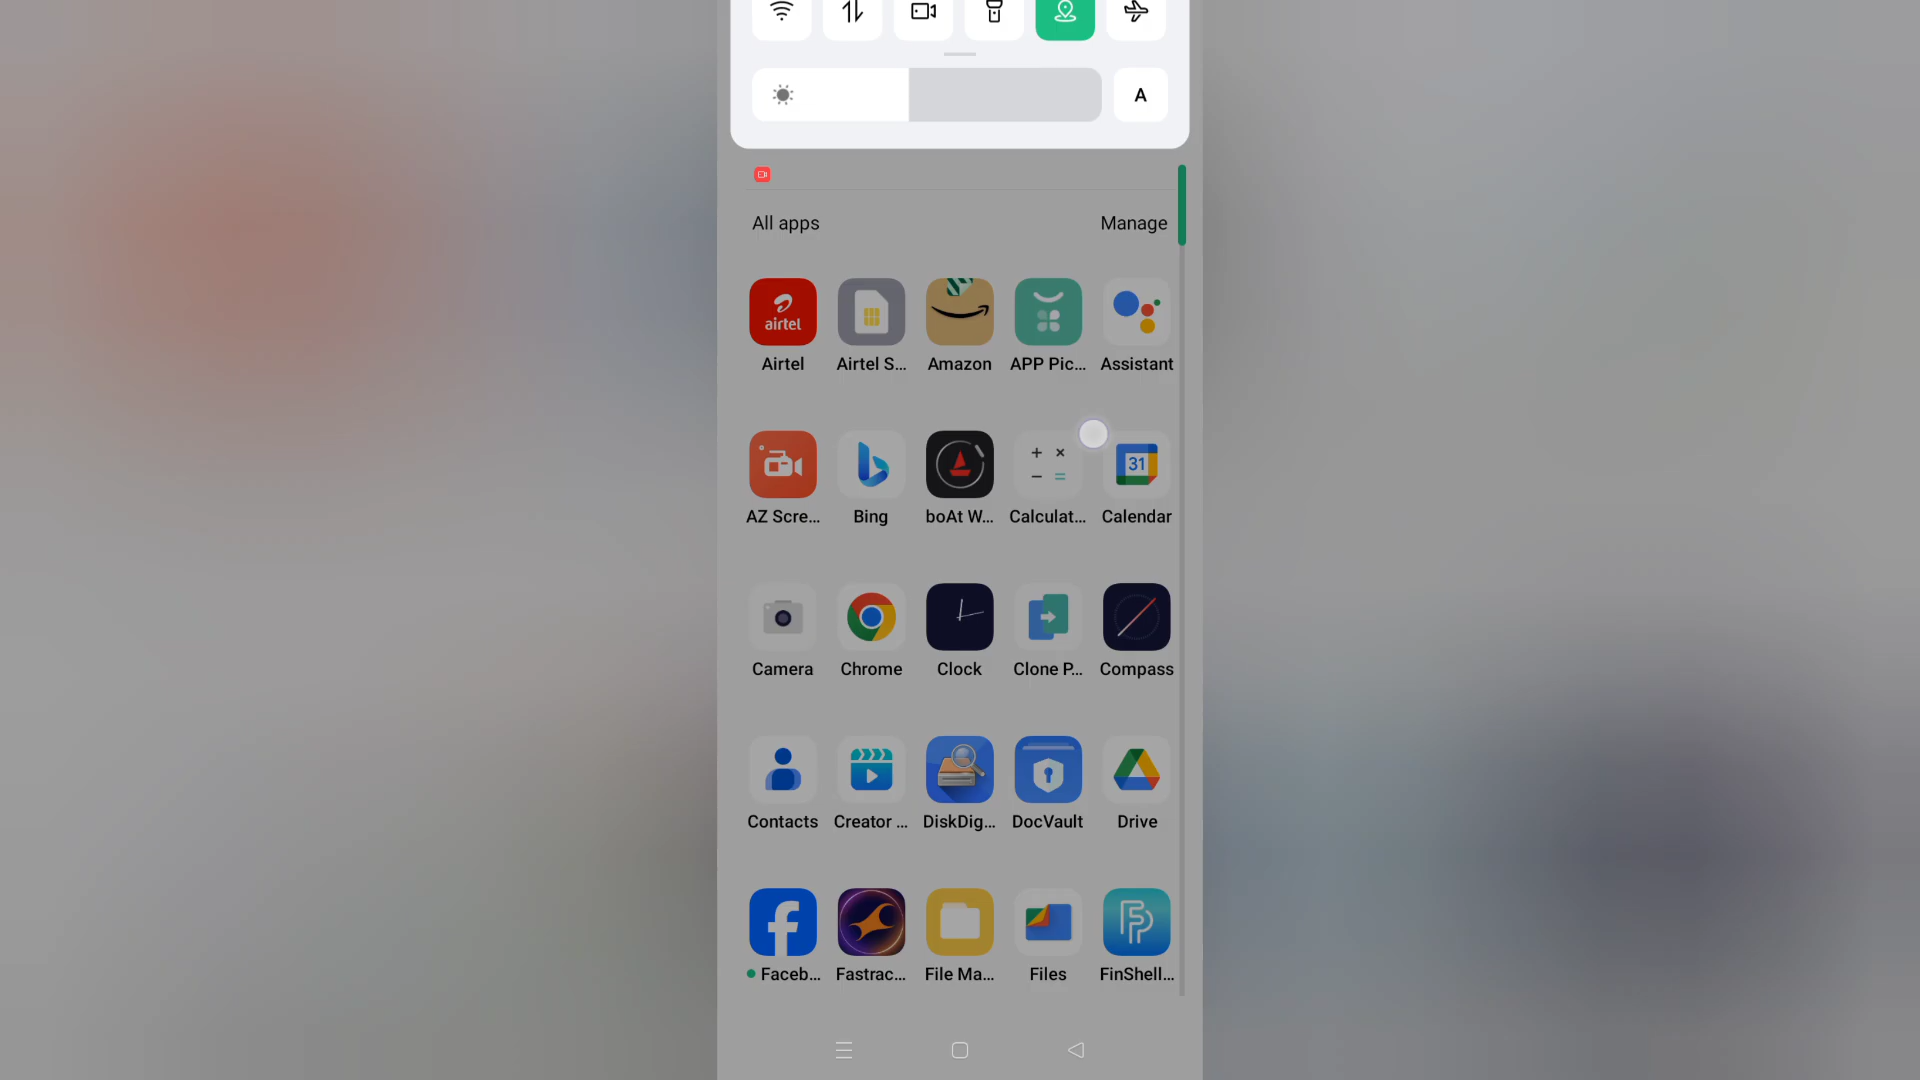 A
All apps Manage
airtel
Airtel Airtel S... Amazon APP Pic... Assistant
31
AZ Scre... Bing boAt W... Calculat... Calendar
Camera Chrome Clock Clone P... Compass
Contacts Creator ... DiskDig... DocVault Drive
Faceb... Fastrac... File Ma... Files FinShell...